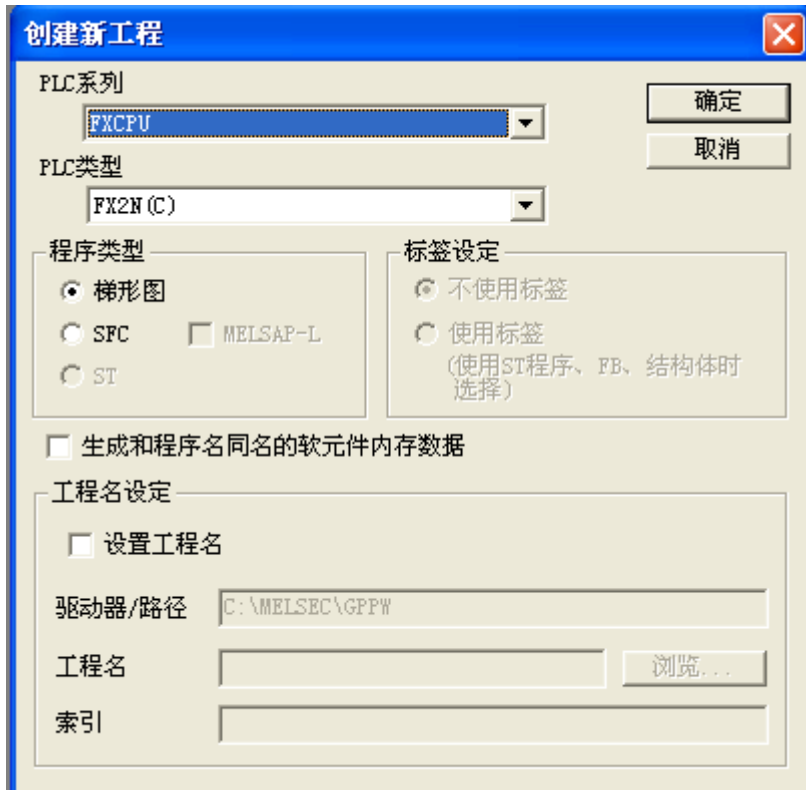 创建新工程
PLC系列
确定
FXCPU
取消
PLC类型
FX2N(C)
程序类型
标签设定
梯形图
不使用标签
SFC
MELSAP-L
使用标签
ST
(使用ST程序、FB、结构体时
选择)
生成和程序名同名的软元件内存数据
工程名设定
设置工程名
驱动器/路径
C:\MELSEC\GPPW
工程名
浏览...
索引